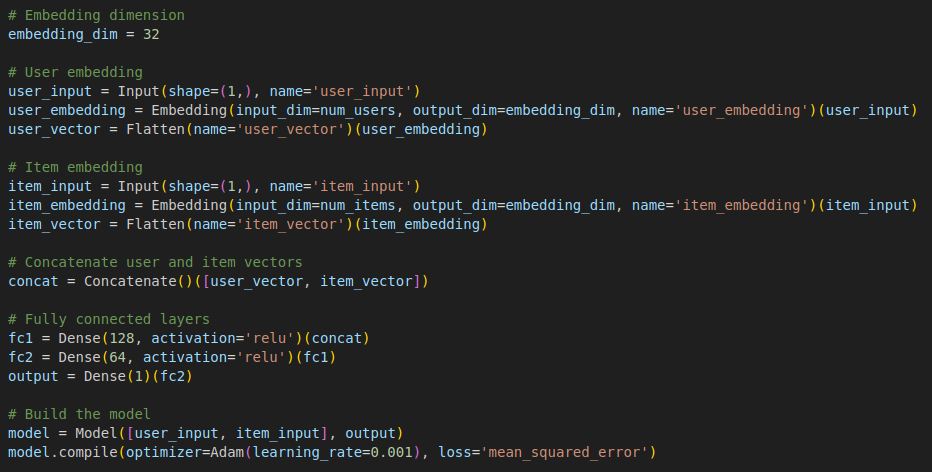 # Embedding dimension
embedding_dim = 32
# User embedding
user_input = Input(shape=(1,), name='user_input')
user_embedding = Embedding(input_dim=num_users, output_dim=embedding_dim, name='user_embedding')(user_input)
user_vector = Flatten(name='user_vector')(user_embedding)
# Item embedding
item_input = Input(shape=(1,), name='item_input')
item_embedding = Embedding(input_dim=num_items, output_dim=embedding_dim, name='item_embedding')(item_input)
item_vector = Flatten(name='item_vector')(item_embedding)
# Concatenate user and item vectors
concat = Concatenate()([user_vector, item_vector])
# Fully connected layers
fc1 = Dense(128, activation='relu')(concat)
fc2 = Dense(64, activation='relu')(fc1)
output = Dense(1)(fc2)
# Build the model
model = Model([user_input, item_input], output)
model.compile(optimizer=Adam(learning_rate=0.001), loss='mean_squared_error')